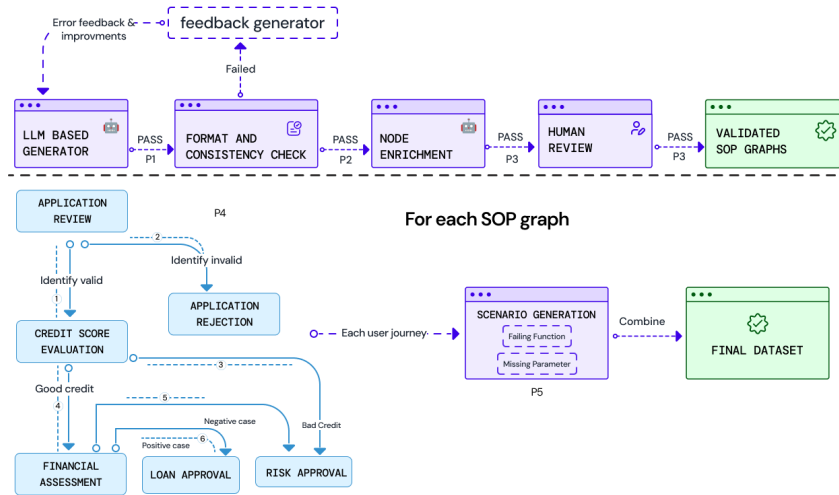 Error feedback &
improvments
feedback generator
Failed
LLM BASED
GENERATOR
PASS
P1
FORMAT AND
CONSISTENCY CHECK
PASS
P2
NODE
ENRICHMENT
PASS
P3
HUMAN
REVIEW
PASS
P3
VALIDATED
SOP GRAPHS
APPLICATION
REVIEW
P4
For each SOP graph
2
Identify invalid
Identify valid
1
APPLICATION
REJECTION
SCENARIO GENERATION
Failing Function
Missing Parameter
P5
Each user journey
Combine
FINAL DATASET
CREDIT SCORE
EVALUATION
3
Good credit
4
5
Negative case
Bad Credit
6
Positive case
FINANCIAL
ASSESSMENT
LOAN APPROVAL
RISK APPROVAL